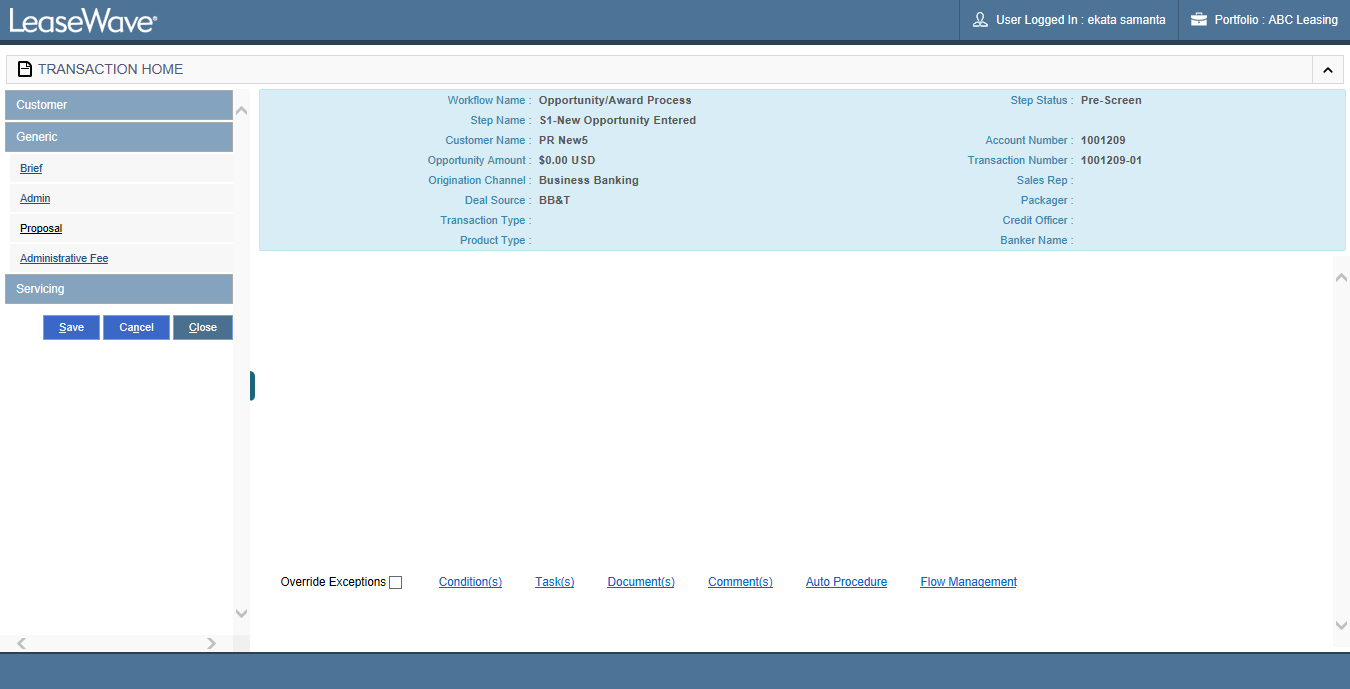 LeaseWave®
User Logged In : ekata samanta
Portfolio : ABC Leasing
TRANSACTION HOME
Customer
Generic
Brief
Admin
Proposal
Administrative Fee
Servicing
Save Cancel Close
Workflow Name : Opportunity/Award Process
Step Status : Pre-Screen
Step Name : S1-New Opportunity Entered
Customer Name : PR New5
Account Number : 1001209
Opportunity Amount : $0.00 USD
Transaction Number : 1001209-01
Origination Channel : Business Banking
Sales Rep :
Deal Source : BB&T
Packager :
Transaction Type :
Credit Officer :
Product Type :
Banker Name :
Override Exceptions Condition(s) Task(s) Document(s) Comment(s) Auto Procedure Flow Management